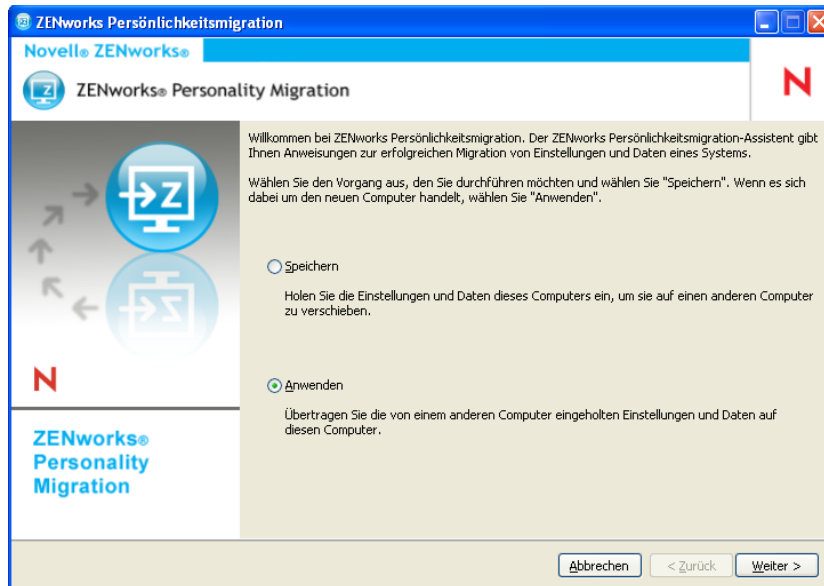 ZENworks Persönlichkeitsmigration
Novell® ZENworks®
ZENworks® Personality Migration
N
Willkommen bei ZENworks Persönlichkeitsmigration. Der ZENworks Persönlichkeitsmigration-Assistent gibt
Ihnen Anweisungen zur erfolgreichen Migration von Einstellungen und Daten eines Systems.
Wählen Sie den Vorgang aus, den Sie durchführen möchten und wählen Sie "Speichern". Wenn es sich
dabei um den neuen Computer handelt, wählen Sie "Anwenden".
Z
Speichern
Holen Sie die Einstellungen und Daten dieses Computers ein, um sie auf einen anderen Computer
zu verschieben.
N
Anwenden
Übertragen Sie die von einem anderen Computer eingeholten Einstellungen und Daten auf
diesen Computer.
ZENworks®
Personality
Migration
Abbrechen
< Zurück
Weiter >